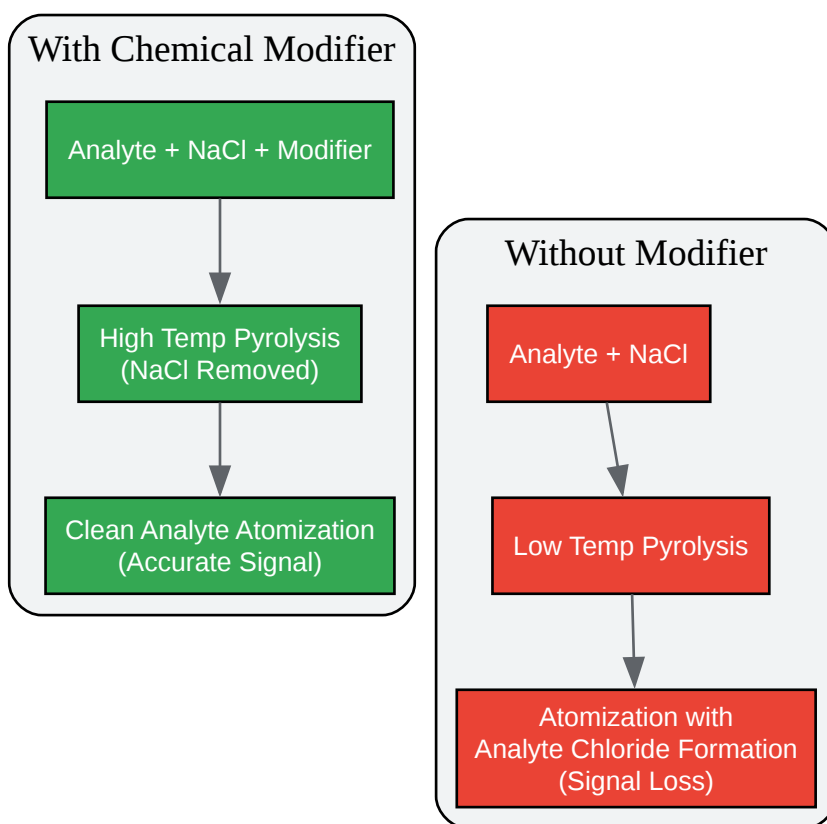 With Chemical Modifier
Analyte + NaCl + Modifier
High Temp Pyrolysis
(NaCl Removed)
Clean Analyte Atomization
(Accurate Signal)
Without Modifier
Analyte + NaCl
Low Temp Pyrolysis
Atomization with
Analyte Chloride Formation
(Signal Loss)